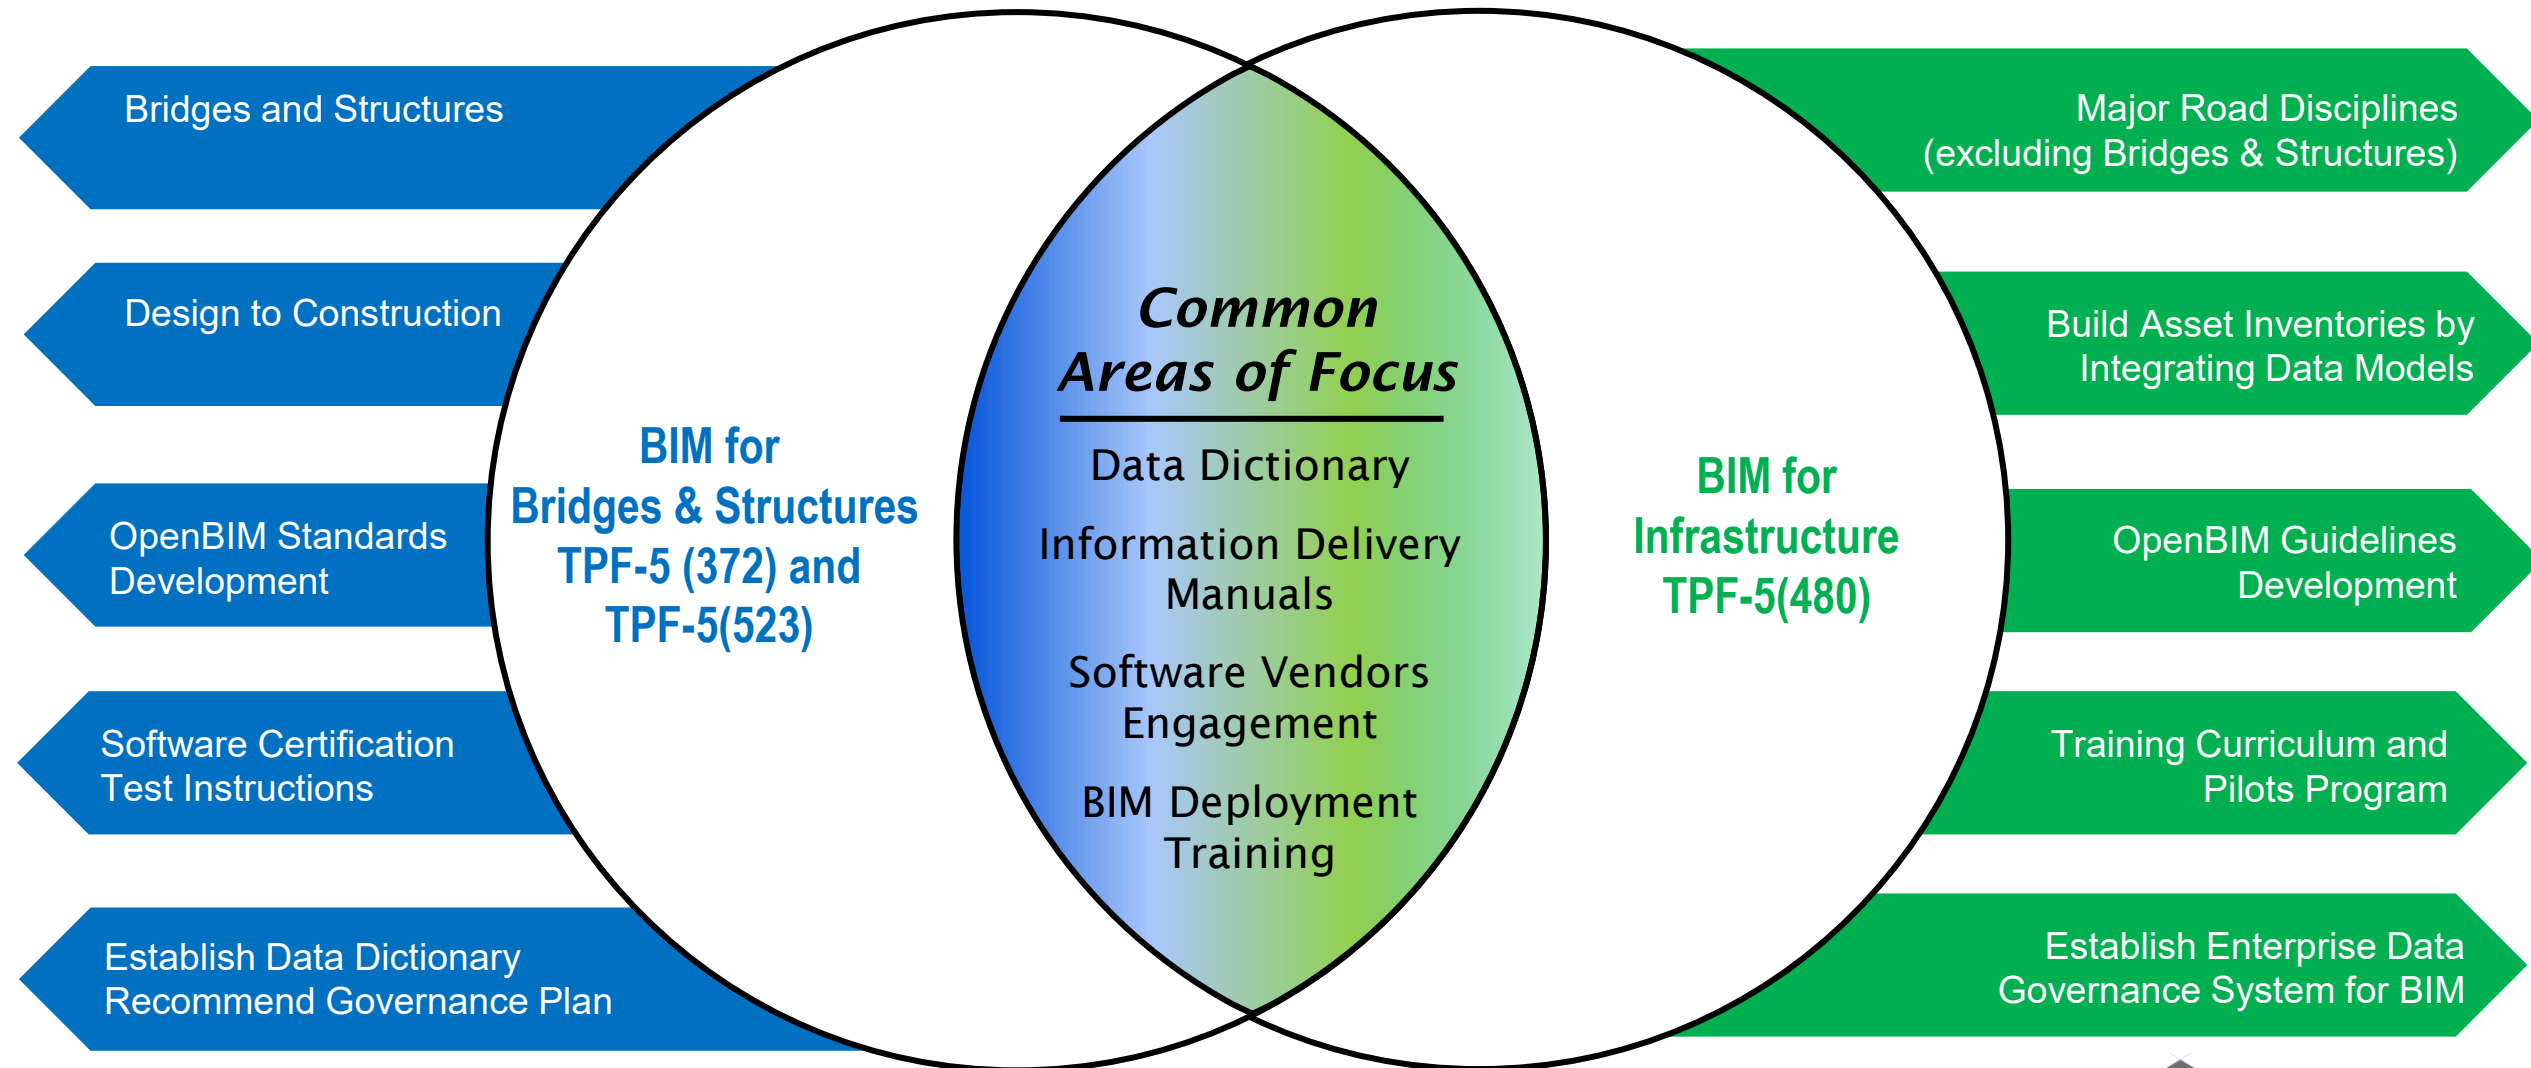 Bridges and Structures
Design to Construction
OpenBIM Standards
Development
Software Certification
Test Instructions
Establish Data Dictionary
Recommend Governance Plan
BIM for
Bridges & Structures
TPF-5 (372) and
TPF-5(523)
Common
Areas of Focus
Data Dictionary
Information Delivery
Manuals
Software Vendors
Engagement
BIM Deployment
Training
BIM for
Infrastructure
TPF-5(480)
Major Road Disciplines
(excluding Bridges & Structures)
Build Asset Inventories by
Integrating Data Models
OpenBIM Guidelines
Development
Training Curriculum and
Pilots Program
Establish Enterprise Data
Governance System for BIM